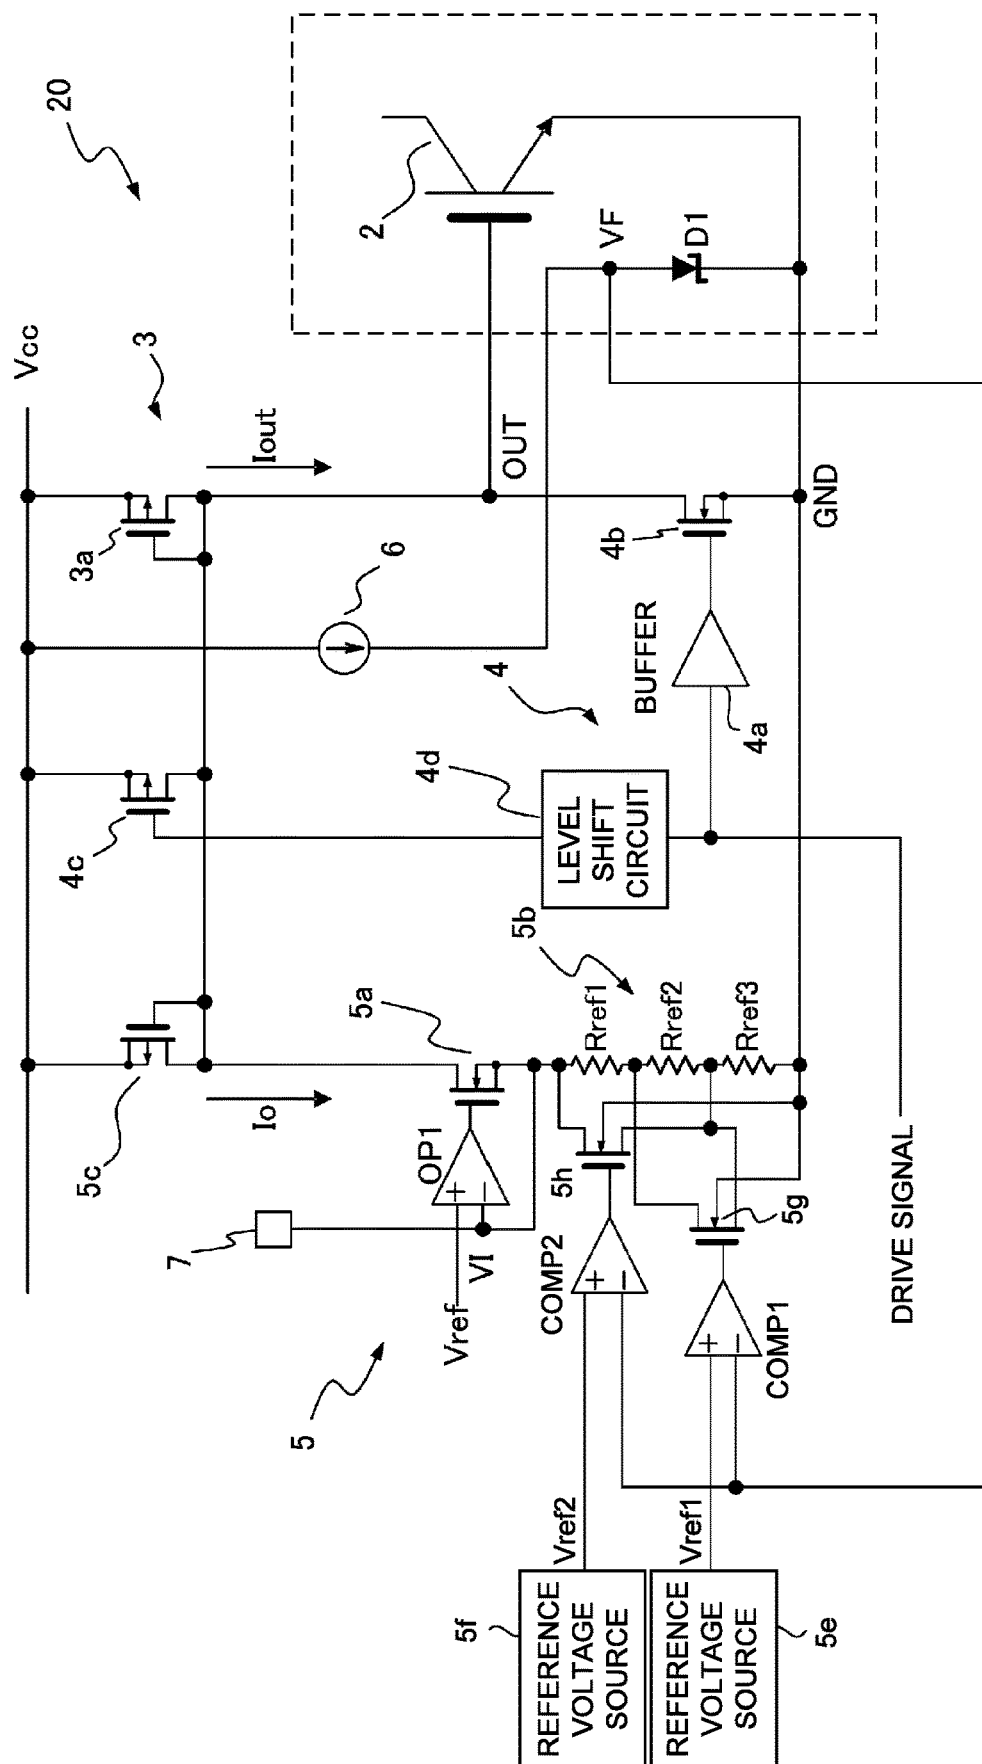 20
Vcc
3
3a
Iout
2
VF
D1
OUT
GND
6
4
4b
BUFFER
4a
4c
4d
LEVEL
SHIFT
CIRCUIT
5c
Io
5a
5b
Rref1
Rref2
Rref3
OP1
+
−
7
VI
Vref
5
5h
COMP2
+
−
5g
COMP1
+
−
DRIVE SIGNAL
Vref2
Vref1
5f
REFERENCE
VOLTAGE
SOURCE
REFERENCE
VOLTAGE
SOURCE
5e